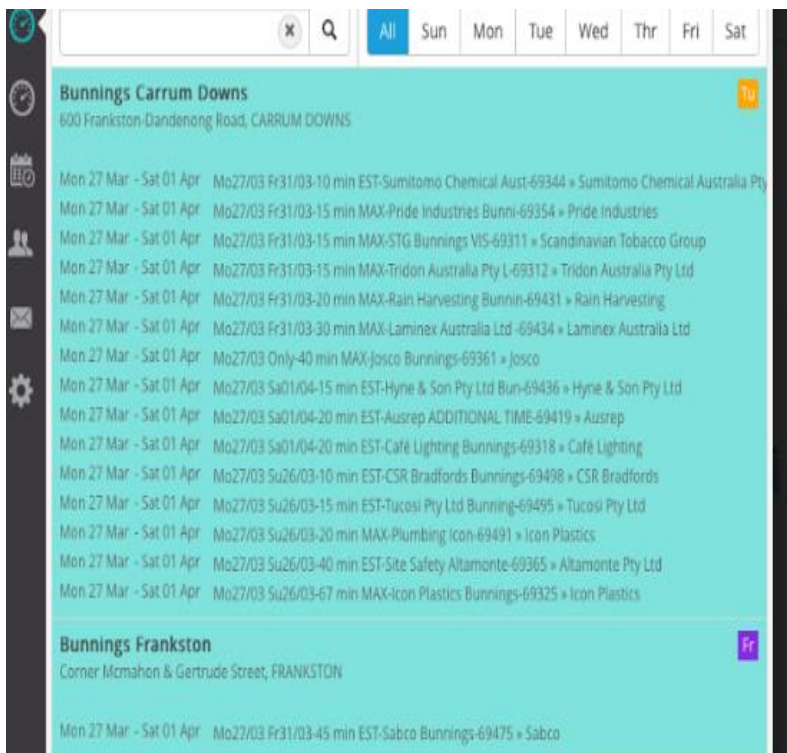 All Sun Mon Tue Wed Thr Fri Sat
Bunnings Carrum Downs Tu
600 Frankston-Dandenong Road, CARRUM DOWNS
Mon 27 Mar - Sat 01 Apr Mo27/03 Fr31/03-10 min EST-Sumitomo Chemical Aust-69344 » Sumitomo Chemical Australia Pty
Mon 27 Mar - Sat 01 Apr Mo27/03 Fr31/03-15 min MAX-Pride Industries Bunni-69354 » Pride Industries
Mon 27 Mar - Sat 01 Apr Mo27/03 Fr31/03-15 min MAX-STG Bunnings VIS-69311 » Scandinavian Tobacco Group
Mon 27 Mar - Sat 01 Apr Mo27/03 Fr31/03-15 min MAX-Tridon Australia Pty L-69312 » Tridon Australia Pty Ltd
Mon 27 Mar - Sat 01 Apr Mo27/03 Fr31/03-20 min MAX-Rain Harvesting Bunnin-69431 » Rain Harvesting
Mon 27 Mar - Sat 01 Apr Mo27/03 Fr31/03-30 min MAX-Laminex Australia Ltd -69434 » Laminex Australia Ltd
Mon 27 Mar - Sat 01 Apr Mo27/03 Only-40 min MAX-Josco Bunnings-69361 » Josco
Mon 27 Mar - Sat 01 Apr Mo27/03 Sa01/04-15 min EST-Hyne & Son Pty Ltd Bun-69436 » Hyne & Son Pty Ltd
Mon 27 Mar - Sat 01 Apr Mo27/03 Sa01/04-20 min EST-Ausrep ADDITIONAL TIME-69419 » Ausrep
Mon 27 Mar - Sat 01 Apr Mo27/03 Sa01/04-20 min EST-Café Lighting Bunnings-69318 » Café Lighting
Mon 27 Mar - Sat 01 Apr Mo27/03 Su26/03-10 min EST-CSR Bradfords Bunnings-69498 » CSR Bradfords
Mon 27 Mar - Sat 01 Apr Mo27/03 Su26/03-15 min EST-Tucosi Pty Ltd Bunning-69495 » Tucosi Pty Ltd
Mon 27 Mar - Sat 01 Apr Mo27/03 Su26/03-20 min MAX-Plumbing Icon-69491 » Icon Plastics
Mon 27 Mar - Sat 01 Apr Mo27/03 Su26/03-40 min EST-Site Safety Altamonte-69365 » Altamonte Pty Ltd
Mon 27 Mar - Sat 01 Apr Mo27/03 Su26/03-67 min MAX-Icon Plastics Bunnings-69325 » Icon Plastics
Bunnings Frankston Fr
Corner Mcmahon & Gertrude Street, FRANKSTON
Mon 27 Mar - Sat 01 Apr Mo27/03 Fr31/03-45 min EST-Sabco Bunnings-69475 » Sabco